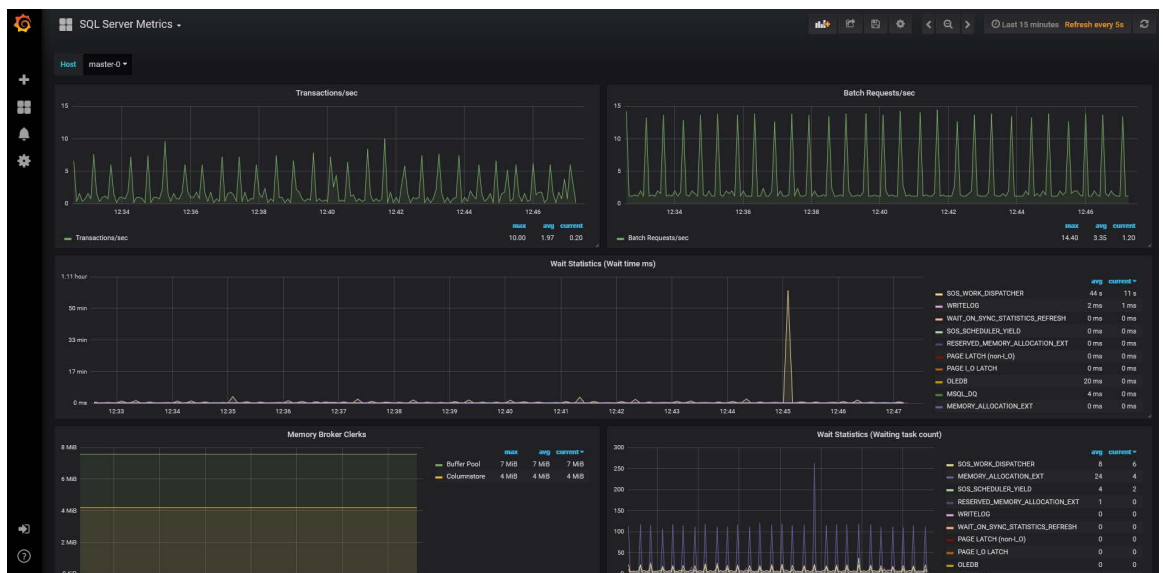 SQL Server Metrics
Last 15 minutes Refresh every 5s
Host master-0
Transactions/sec
15
10
5
0
12:34 12:36 12:38 12:40 12:42 12:44 12:46
max avg current
Transactions/sec 10.00 1.97 0.20
Batch Requests/sec
15
10
5
0
12:34 12:36 12:38 12:40 12:42 12:44 12:46
max avg current
Batch Requests/sec 14.40 3.35 1.20
Wait Statistics (Wait time ms)
1.11 hour
50 min
33 min
17 min
0 ms
12:33 12:34 12:35 12:36 12:37 12:38 12:39 12:40 12:41 12:42 12:43 12:44 12:45 12:46 12:47
avg current
SOS_WORK_DISPATCHER 44 s 11 s
WRITELOG 2 ms 1 ms
WAIT_ON_SYNC_STATISTICS_REFRESH 0 ms 0 ms
SOS_SCHEDULER_YIELD 0 ms 0 ms
RESERVED_MEMORY_ALLOCATION_EXT 0 ms 0 ms
PAGE LATCH (non-I_O) 0 ms 0 ms
PAGE I_O LATCH 0 ms 0 ms
OLEDB 20 ms 0 ms
MSQL_DQ 4 ms 0 ms
MEMORY_ALLOCATION_EXT 0 ms 0 ms
Memory Broker Clerks
8 MiB
6 MiB
4 MiB
2 MiB
max avg current
Buffer Pool 7 MiB 7 MiB 7 MiB
Columnstore 4 MiB 4 MiB 4 MiB
Wait Statistics (Waiting task count)
300
250
200
150
100
50
avg current
SOS_WORK_DISPATCHER 8 6
MEMORY_ALLOCATION_EXT 24 4
SOS_SCHEDULER_YIELD 4 2
RESERVED_MEMORY_ALLOCATION_EXT 1 0
WRITELOG 0 0
WAIT_ON_SYNC_STATISTICS_REFRESH 0 0
PAGE LATCH (non-I_O) 0 0
PAGE I_O LATCH 0 0
OLEDB 0 0